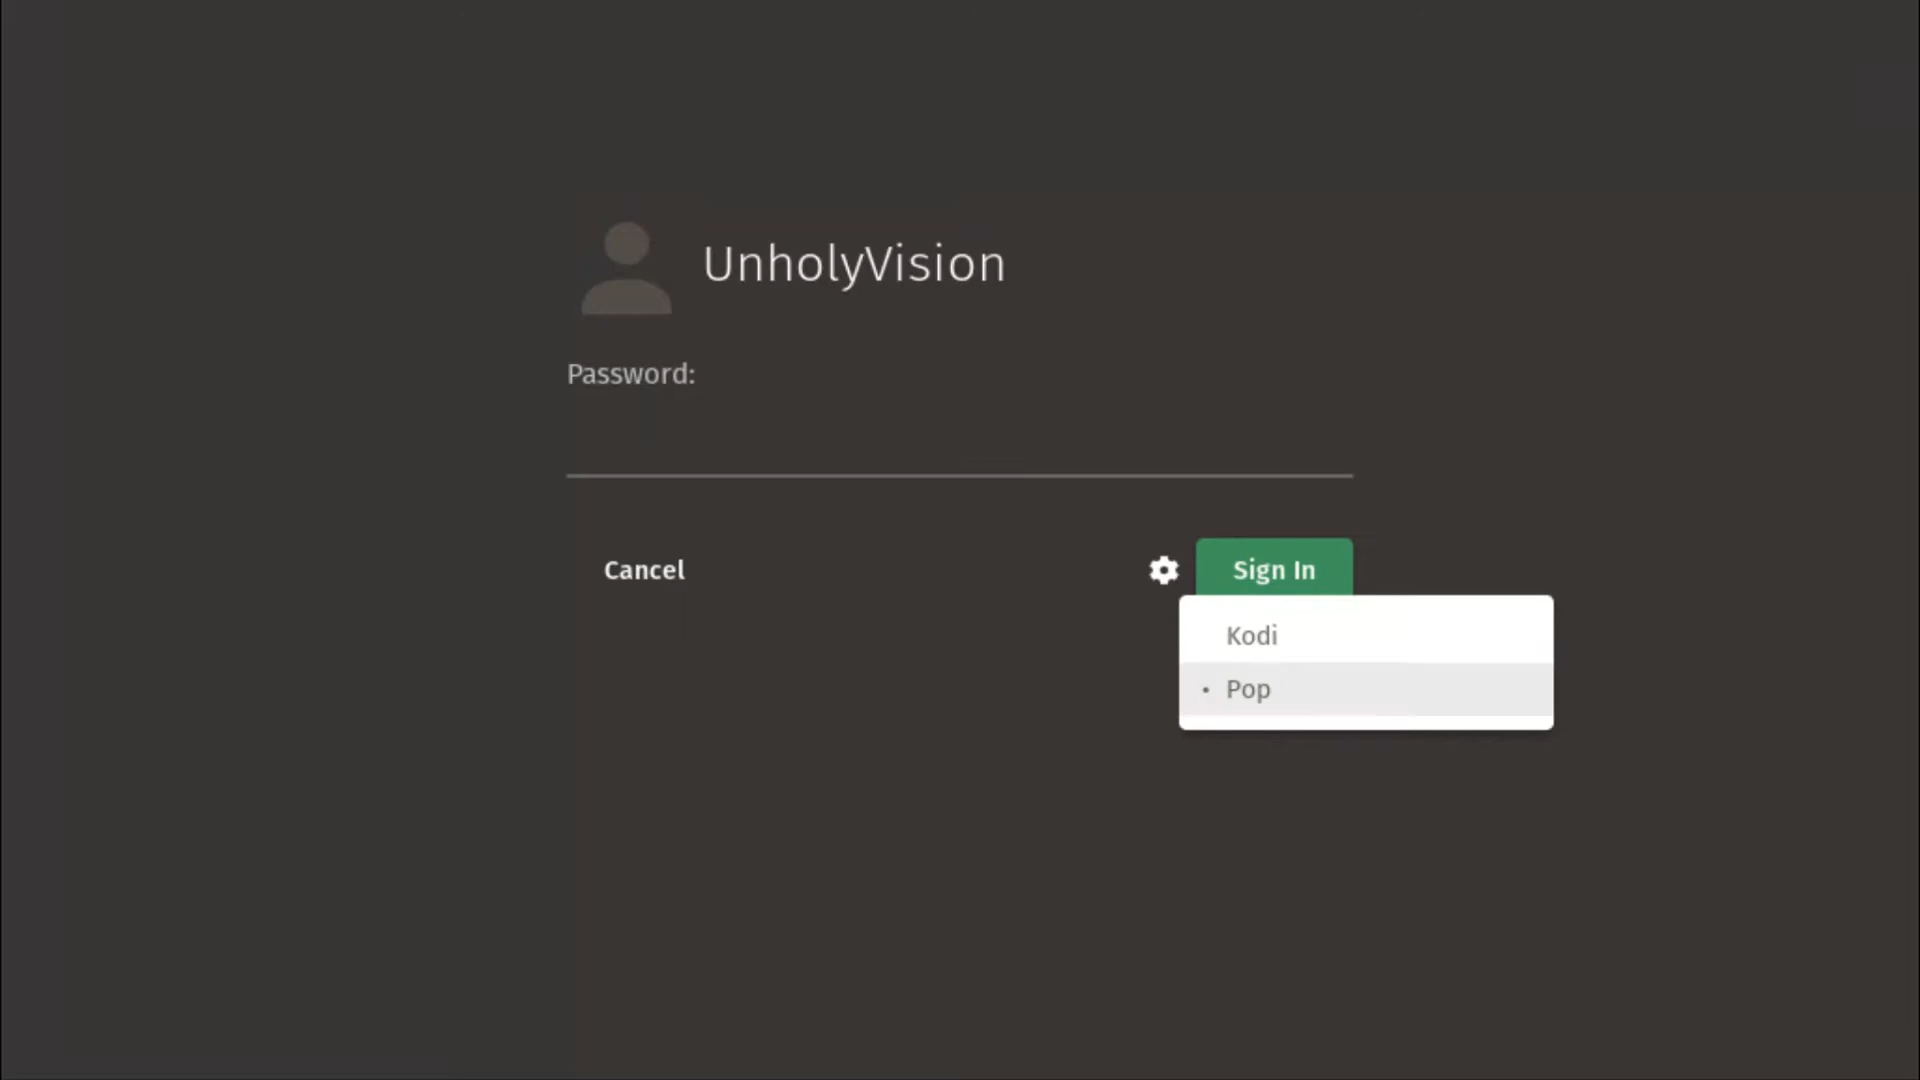 UnholyVision
Password:
Cancel
Sign In
Kodi
• Pop